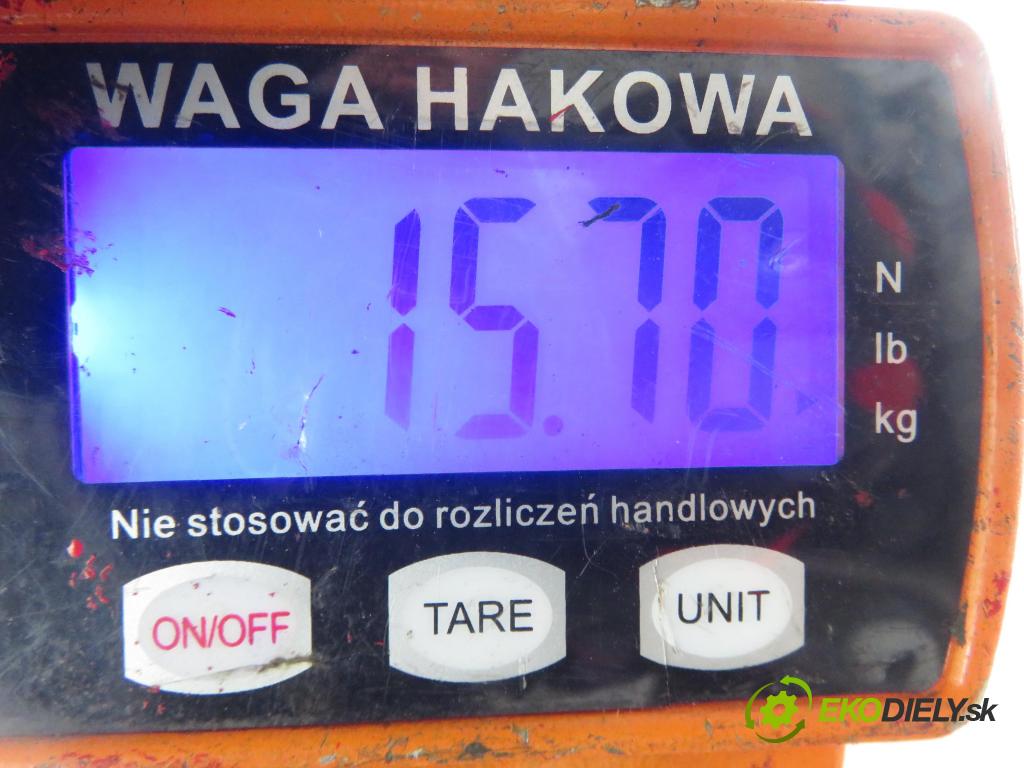 WAGA HAKOWA
15.70
N
lb
kg
Nie stosować do rozliczeń handlowych
ON/OFF TARE UNIT
EKODIELY.sk